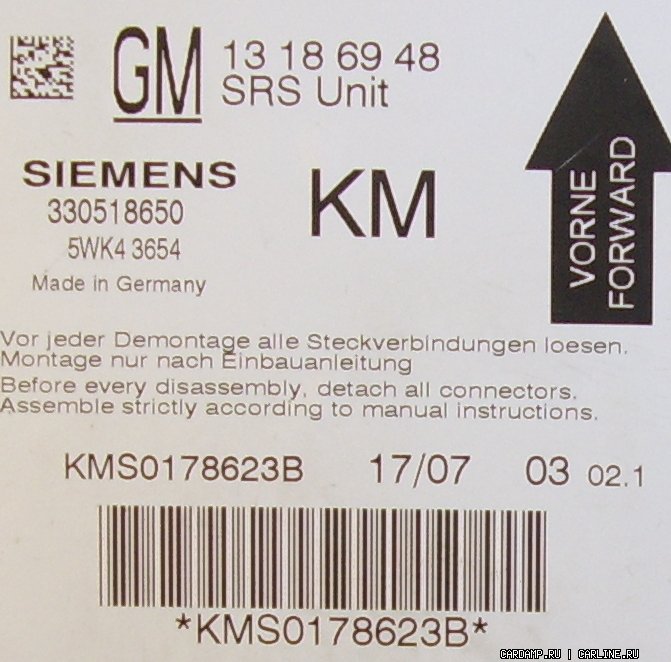 GM 13 18 69 48
SRS Unit
SIEMENS
330518650
5WK4 3654
Made in Germany
KM
VORNE
FORWARD
Vor jeder Demontage alle Steckverbindungen loesen.
Montage nur nach Einbauanleitung
Before every disassembly, detach all connectors.
Assemble strictly according to manual instructions.
KMS0178623B 17/07 03 02.1
*KMS0178623B*
CARDAMP.RU | CARLINE.RU